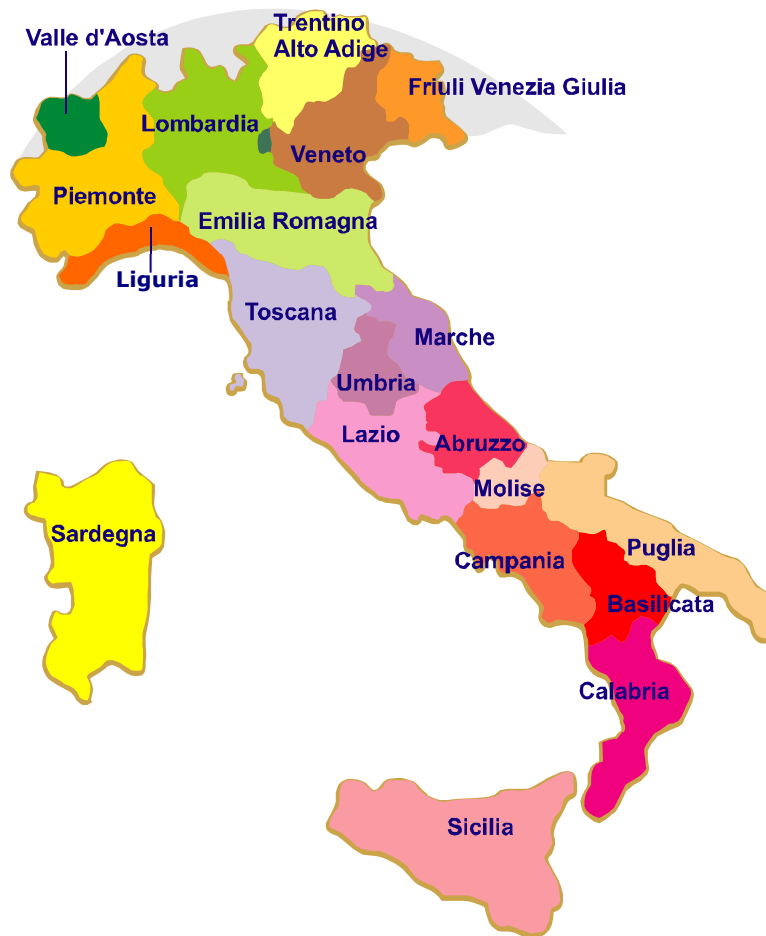 Trentino
Alto Adige
Valle d'Aosta
Friuli Venezia Giulia
Lombardia
Veneto
Piemonte
Emilia Romagna
Liguria
Toscana
Marche
Umbria
Lazio
Abruzzo
Molise
Sardegna
Puglia
Campania
Basilicata
Calabria
Sicilia